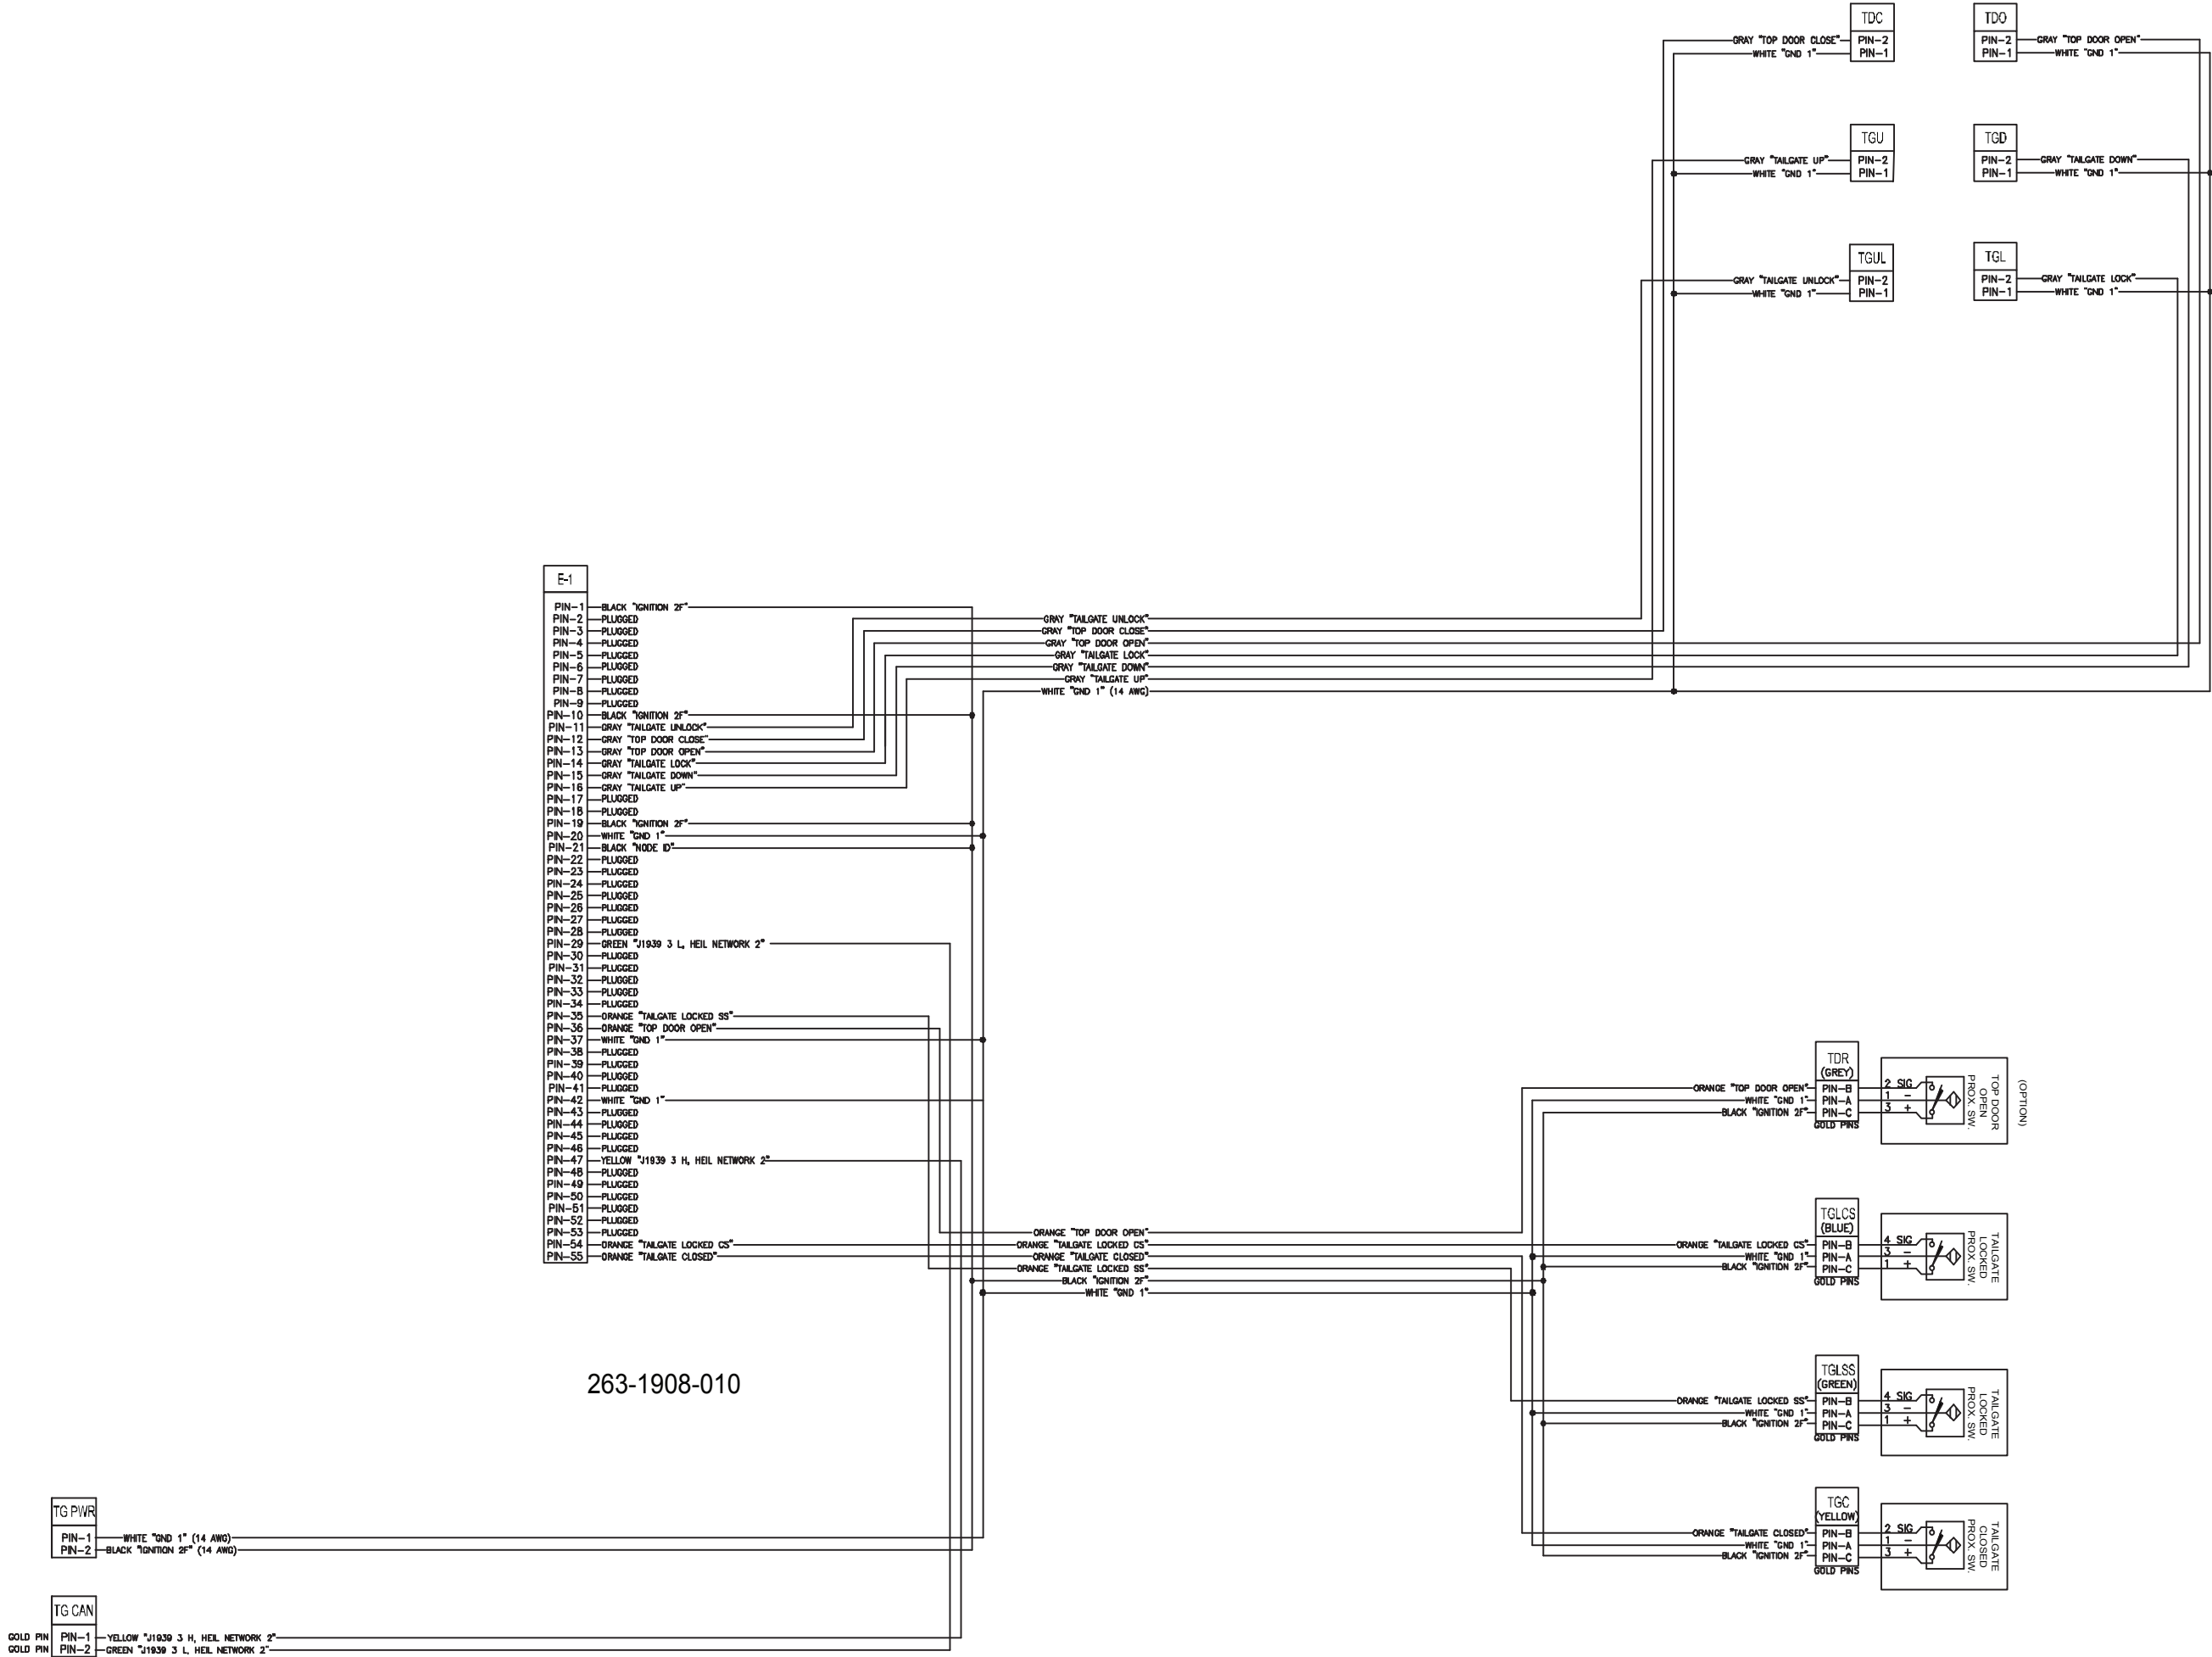 TDC
GRAY "TOP DOOR CLOSE" PIN-2
WHITE "GND 1" PIN-1
TDO
PIN-2 GRAY "TOP DOOR OPEN"
PIN-1 WHITE "GND 1"
TGU
GRAY "TAILGATE UP" PIN-2
WHITE "GND 1" PIN-1
TGD
PIN-2 GRAY "TAILGATE DOWN"
PIN-1 WHITE "GND 1"
TGUL
GRAY "TAILGATE UNLOCK" PIN-2
WHITE "GND 1" PIN-1
TGL
PIN-2 GRAY "TAILGATE LOCK"
PIN-1 WHITE "GND 1"
E-1
PIN-1 BLACK "IGNITION 2F"
PIN-2 PLUGGED
PIN-3 PLUGGED
PIN-4 PLUGGED
PIN-5 PLUGGED
PIN-6 PLUGGED
PIN-7 PLUGGED
PIN-8 PLUGGED
PIN-9 PLUGGED
PIN-10 BLACK "IGNITION 2F"
PIN-11 GRAY "TAILGATE UNLOCK"
PIN-12 GRAY "TOP DOOR CLOSE"
PIN-13 GRAY "TOP DOOR OPEN"
PIN-14 GRAY "TAILGATE LOCK"
PIN-15 GRAY "TAILGATE DOWN"
PIN-16 GRAY "TAILGATE UP"
PIN-17 PLUGGED
PIN-18 PLUGGED
PIN-19 BLACK "IGNITION 2F"
PIN-20 WHITE "GND 1"
PIN-21 BLACK "NODE ID"
PIN-22 PLUGGED
PIN-23 PLUGGED
PIN-24 PLUGGED
PIN-25 PLUGGED
PIN-26 PLUGGED
PIN-27 PLUGGED
PIN-28 PLUGGED
PIN-29 GREEN "J1939 3 L, HEIL NETWORK 2"
PIN-30 PLUGGED
PIN-31 PLUGGED
PIN-32 PLUGGED
PIN-33 PLUGGED
PIN-34 PLUGGED
PIN-35 ORANGE "TAILGATE LOCKED SS"
PIN-36 ORANGE "TOP DOOR OPEN"
PIN-37 WHITE "GND 1"
PIN-38 PLUGGED
PIN-39 PLUGGED
PIN-40 PLUGGED
PIN-41 PLUGGED
PIN-42 WHITE "GND 1"
PIN-43 PLUGGED
PIN-44 PLUGGED
PIN-45 PLUGGED
PIN-46 PLUGGED
PIN-47 YELLOW "J1939 3 H, HEIL NETWORK 2"
PIN-48 PLUGGED
PIN-49 PLUGGED
PIN-50 PLUGGED
PIN-51 PLUGGED
PIN-52 PLUGGED
PIN-53 PLUGGED
PIN-54 ORANGE "TAILGATE LOCKED CS"
PIN-55 ORANGE "TAILGATE CLOSED"
GRAY "TAILGATE UNLOCK"
GRAY "TOP DOOR CLOSE"
GRAY "TOP DOOR OPEN"
GRAY "TAILGATE LOCK"
GRAY "TAILGATE DOWN"
GRAY "TAILGATE UP"
WHITE "GND 1" (14 AWG)
ORANGE "TOP DOOR OPEN"
ORANGE "TAILGATE LOCKED CS"
ORANGE "TAILGATE CLOSED"
ORANGE "TAILGATE LOCKED SS"
BLACK "IGNITION 2F"
WHITE "GND 1"
TDR
(GREY)
ORANGE "TOP DOOR OPEN" PIN-B 2 SIG
WHITE "GND 1" PIN-A 1 -
BLACK "IGNITION 2F" PIN-C 3 +
GOLD PINS
TOP DOOR
OPEN
PROX. SW.
(OPTION)
TGLCS
(BLUE)
ORANGE "TAILGATE LOCKED CS" PIN-B 4 SIG
WHITE "GND 1" PIN-A 3 -
BLACK "IGNITION 2F" PIN-C 1 +
GOLD PINS
TAILGATE
LOCKED
PROX. SW.
TGLSS
(GREEN)
ORANGE "TAILGATE LOCKED SS" PIN-B 4 SIG
WHITE "GND 1" PIN-A 3 -
BLACK "IGNITION 2F" PIN-C 1 +
GOLD PINS
TAILGATE
LOCKED
PROX. SW.
TGC
(YELLOW)
ORANGE "TAILGATE CLOSED" PIN-B 2 SIG
WHITE "GND 1" PIN-A 1 -
BLACK "IGNITION 2F" PIN-C 3 +
GOLD PINS
TAILGATE
CLOSED
PROX. SW.
263-1908-010
TG PWR
PIN-1 WHITE "GND 1" (14 AWG)
PIN-2 BLACK "IGNITION 2F" (14 AWG)
TG CAN
GOLD PIN PIN-1 YELLOW "J1939 3 H, HEIL NETWORK 2"
GOLD PIN PIN-2 GREEN "J1939 3 L, HEIL NETWORK 2"